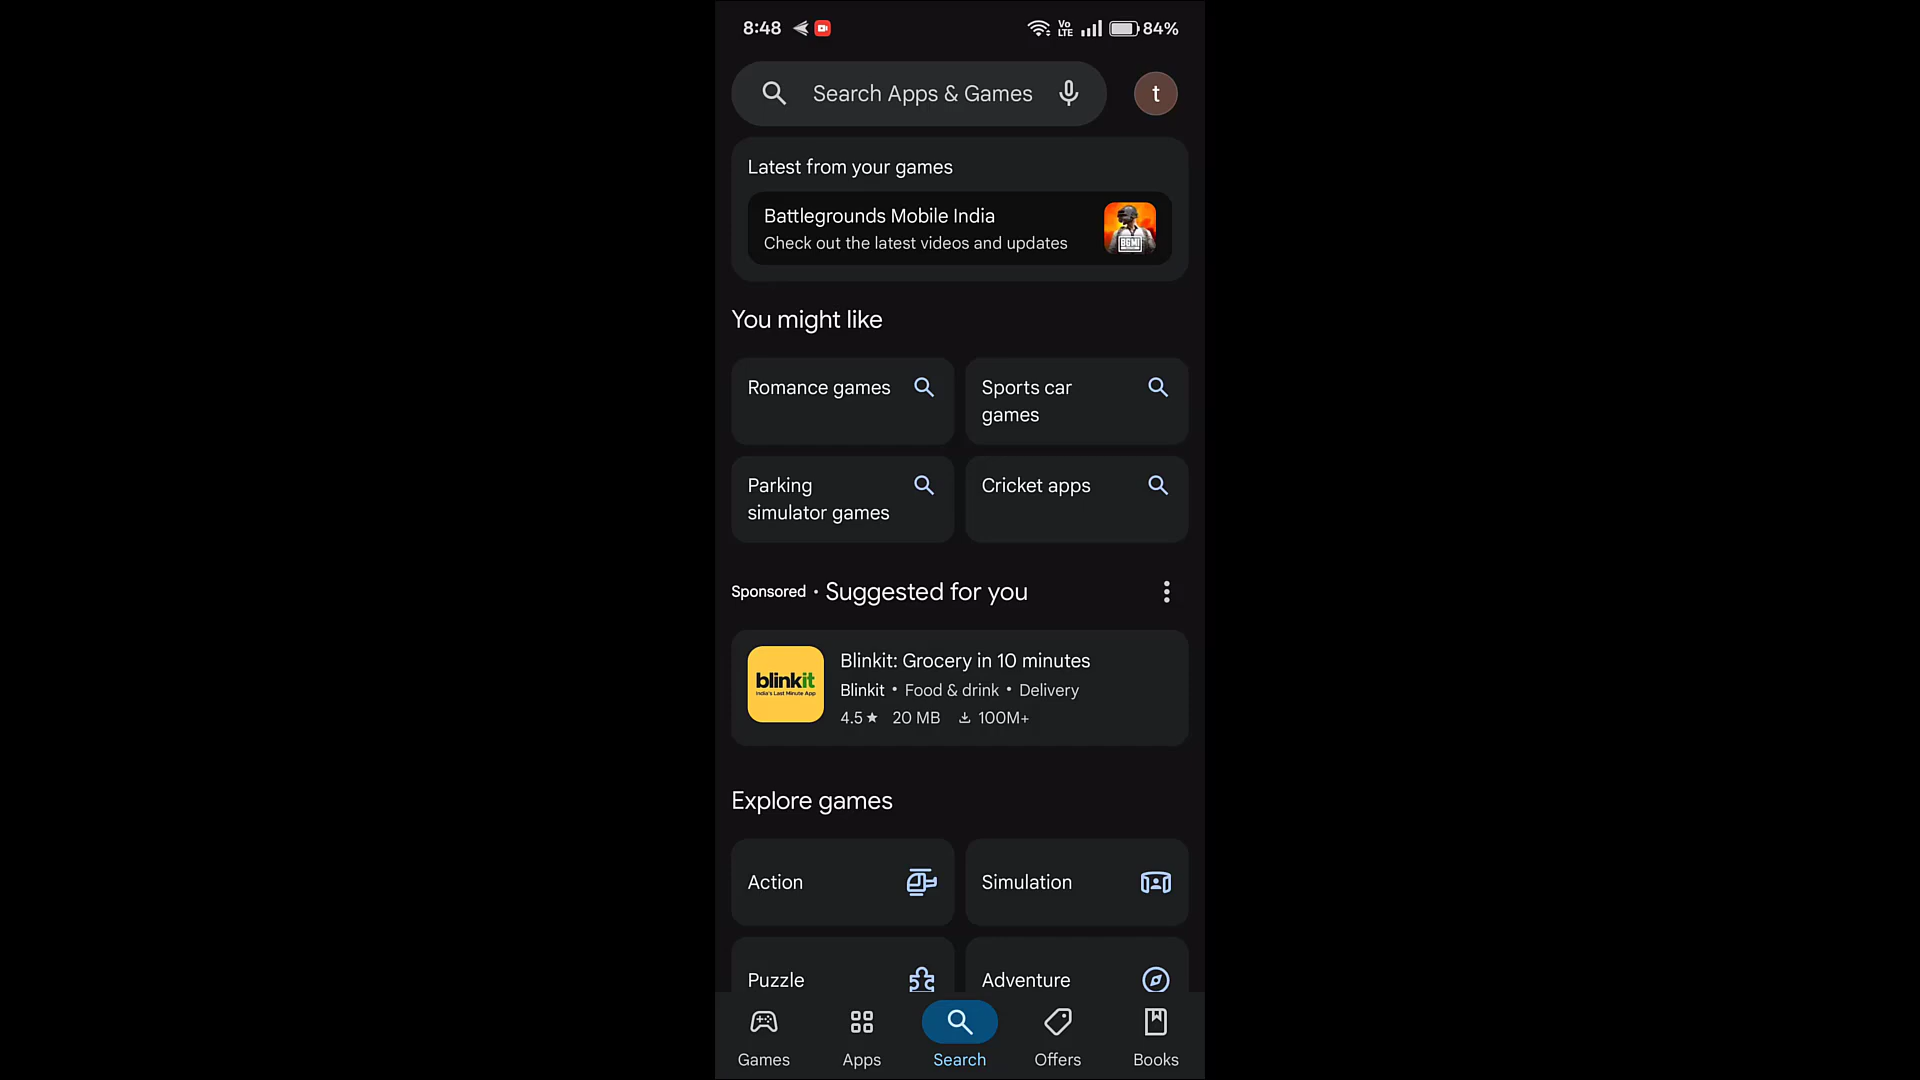 8:48
Vo
LTE
84%
Search Apps & Games
t
Latest from your games
Battlegrounds Mobile India
Check out the latest videos and updates
BGMI
You might like
Romance games
Sports car
games
Parking
simulator games
Cricket apps
Sponsored • Suggested for you
blinkit
India's Last Minute App
Blinkit: Grocery in 10 minutes
Blinkit • Food & drink • Delivery
4.5★ 20 MB 100M+
Explore games
Action
Simulation
Puzzle
Adventure
Games
Apps
Search
Offers
Books